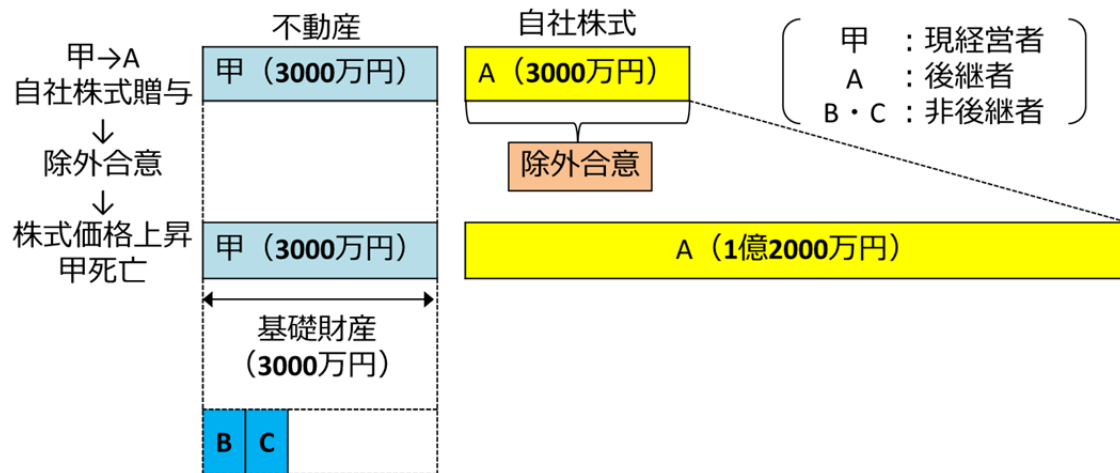 不動産
自社株式
甲→A
自社株式贈与
↓
除外合意
↓
株式価格上昇
甲死亡
甲（3000万円）
A（3000万円）
除外合意
甲 ：現経営者
A ：後継者
B・C ：非後継者
甲（3000万円）
A（1億2000万円）
基礎財産
（3000万円）
B C